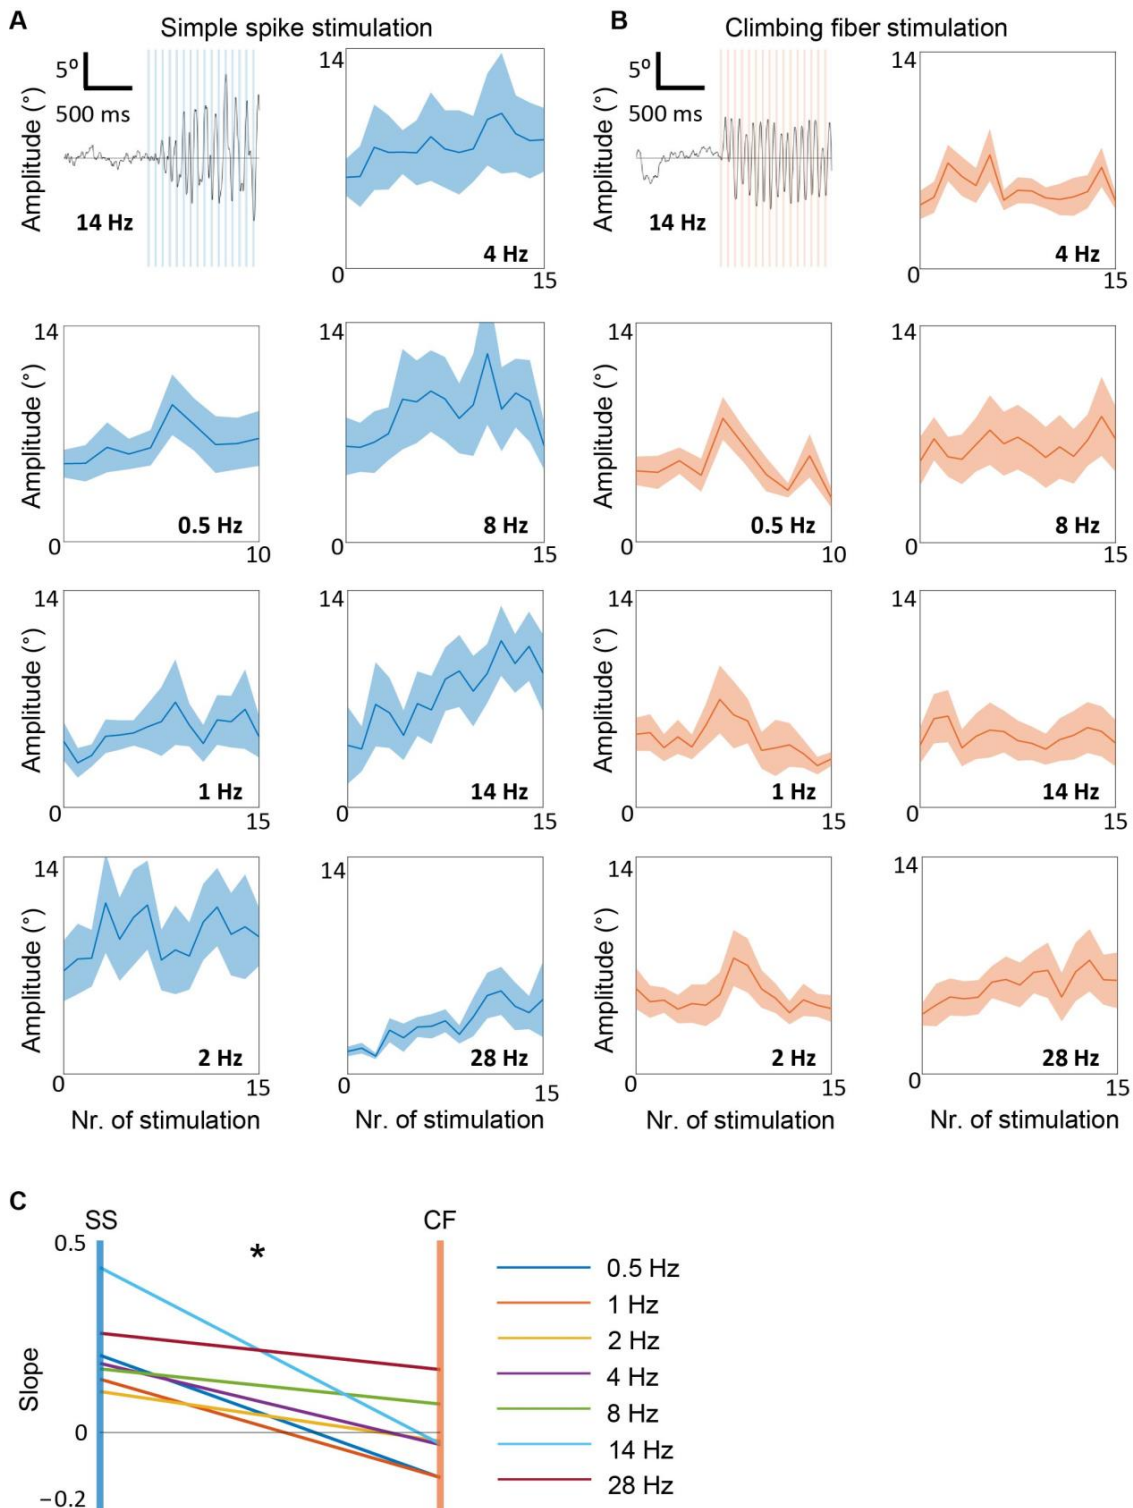 A
Simple spike stimulation
5°
500 ms
Amplitude (°)
14 Hz
14
4 Hz
0
15
14
Amplitude (°)
0.5 Hz
0
10
14
8 Hz
0
15
14
Amplitude (°)
1 Hz
0
15
14
14 Hz
0
15
14
Amplitude (°)
2 Hz
0
15
Nr. of stimulation
14
28 Hz
0
15
Nr. of stimulation
B
Climbing fiber stimulation
5°
500 ms
Amplitude (°)
14 Hz
14
4 Hz
0
15
14
Amplitude (°)
0.5 Hz
0
10
14
8 Hz
0
15
14
Amplitude (°)
1 Hz
0
15
14
14 Hz
0
15
14
Amplitude (°)
2 Hz
0
15
Nr. of stimulation
14
28 Hz
0
15
Nr. of stimulation
C
SS
CF
0.5
*
Slope
0
−0.2
0.5 Hz
1 Hz
2 Hz
4 Hz
8 Hz
14 Hz
28 Hz